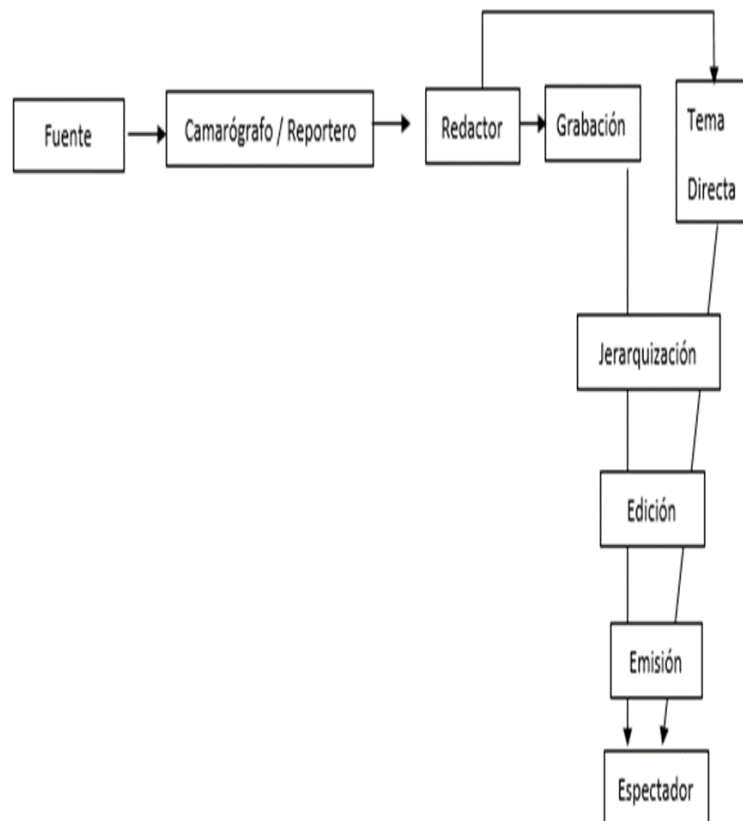 Fuente
Camarógrafo / Reportero
Redactor
Grabación
Tema
Directa
Jerarquización
Edición
Emisión
Espectador